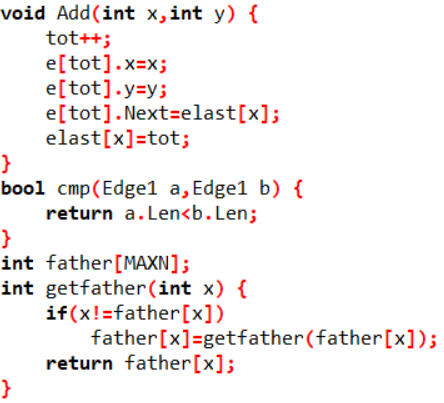 void Add(int x,int y) {
    tot++;
    e[tot].x=x;
    e[tot].y=y;
    e[tot].Next=elast[x];
    elast[x]=tot;
}
bool cmp(Edge1 a,Edge1 b) {
    return a.Len<b.Len;
}
int father[MAXN];
int getfather(int x) {
    if(x!=father[x])
        father[x]=getfather(father[x]);
    return father[x];
}